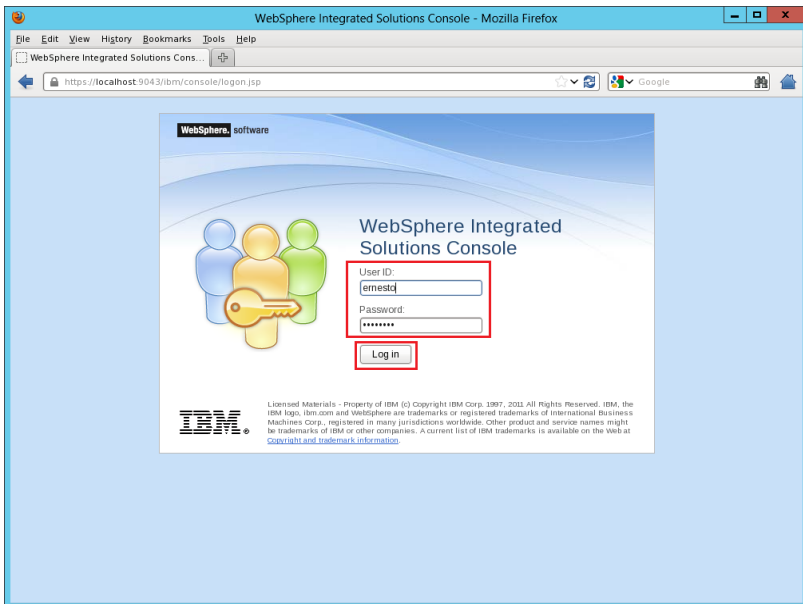 WebSphere Integrated Solutions Console - Mozilla Firefox
File Edit View History Bookmarks Tools Help
WebSphere Integrated Solutions Cons...
https://localhost:9043/ibm/console/logon.jsp
Google
WebSphere. software
WebSphere Integrated
Solutions Console
User ID:
ernesto
Password:
••••••••
Log in
Licensed Materials - Property of IBM (c) Copyright IBM Corp. 1997, 2011 All Rights Reserved. IBM, the
IBM logo, ibm.com and WebSphere are trademarks or registered trademarks of International Business
Machines Corp., registered in many jurisdictions worldwide. Other product and service names might
be trademarks of IBM or other companies. A current list of IBM trademarks is available on the Web at
Copyright and trademark information.
IBM®